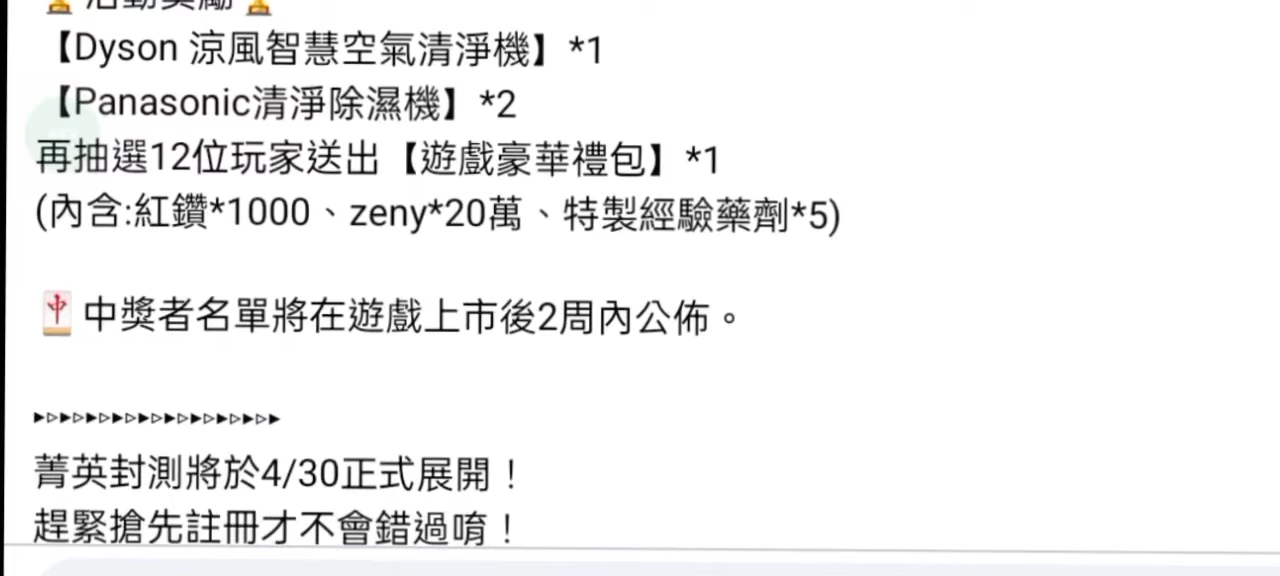 🏆活動獎勵🏆
【Dyson 涼風智慧空氣清淨機】*1
【Panasonic清淨除濕機】*2
再抽選12位玩家送出【遊戲豪華禮包】*1
(內含:紅鑽*1000、zeny*20萬、特製經驗藥劑*5)
🀄中獎者名單將在遊戲上市後2周內公佈。
▶▷▶▷▶▷▶▷▶▷▶▷▶▷▶▷▶▷▶
菁英封測將於4/30正式展開！
趕緊搶先註冊才不會錯過唷！